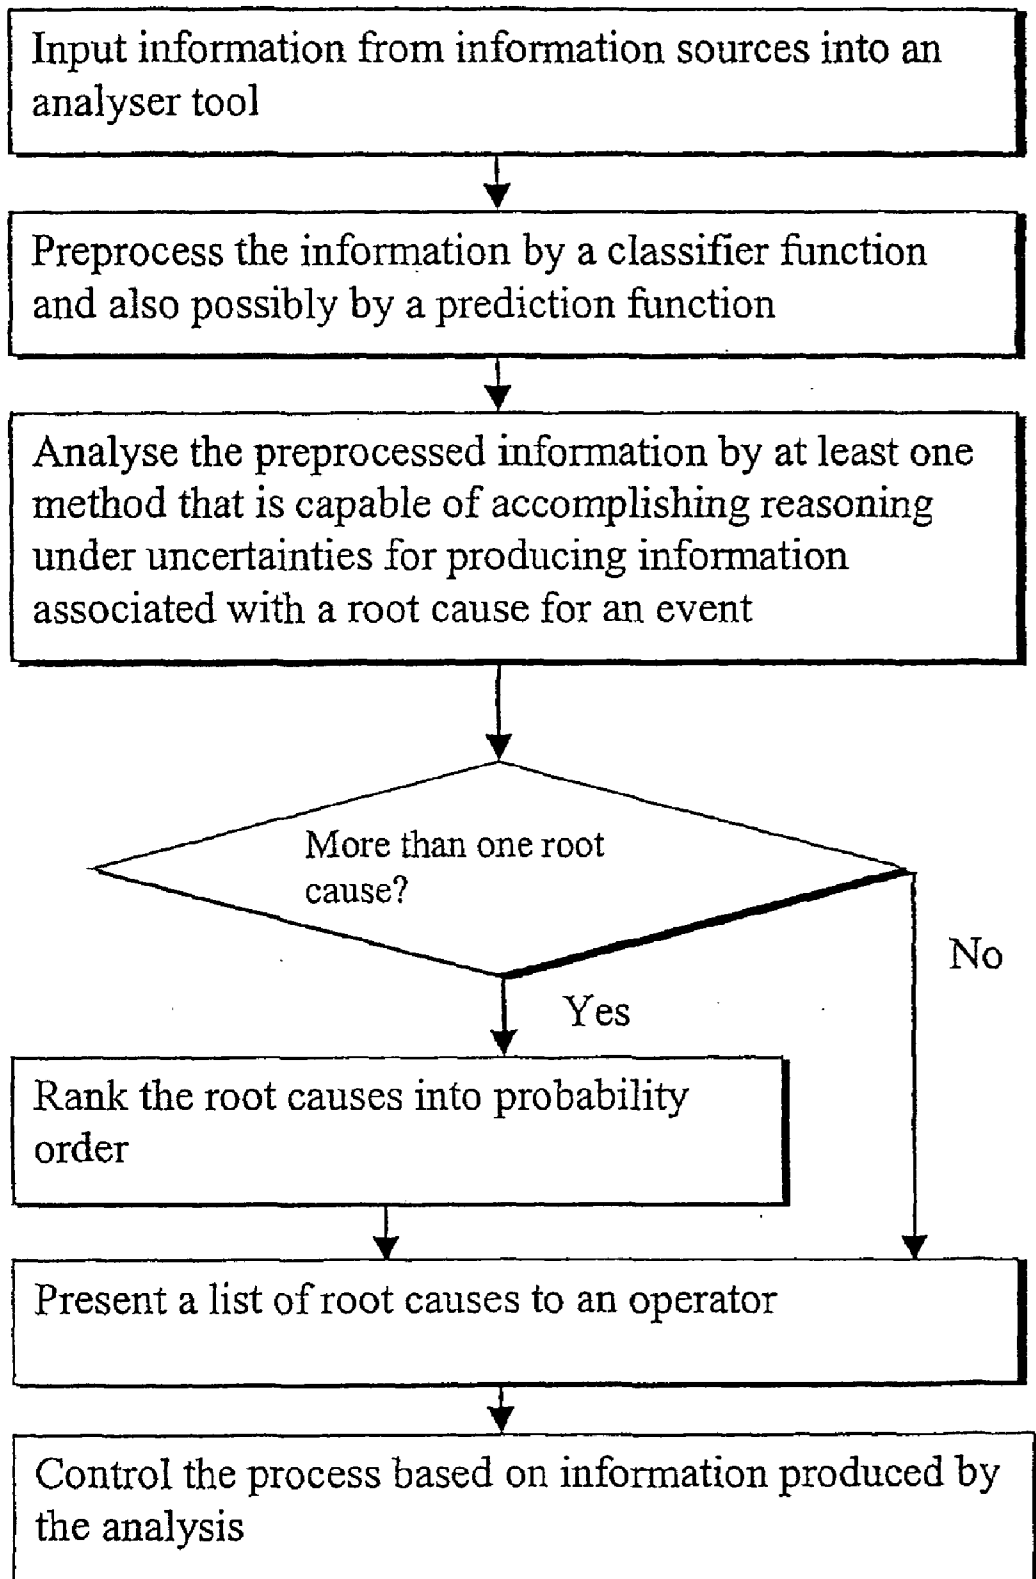 Input information from information sources into an
analyser tool
Preprocess the information by a classifier function
and also possibly by a prediction function
Analyse the preprocessed information by at least one
method that is capable of accomplishing reasoning
under uncertainties for producing information
associated with a root cause for an event
More than one root
cause?
No
Yes
Rank the root causes into probability
order
Present a list of root causes to an operator
Control the process based on information produced by
the analysis